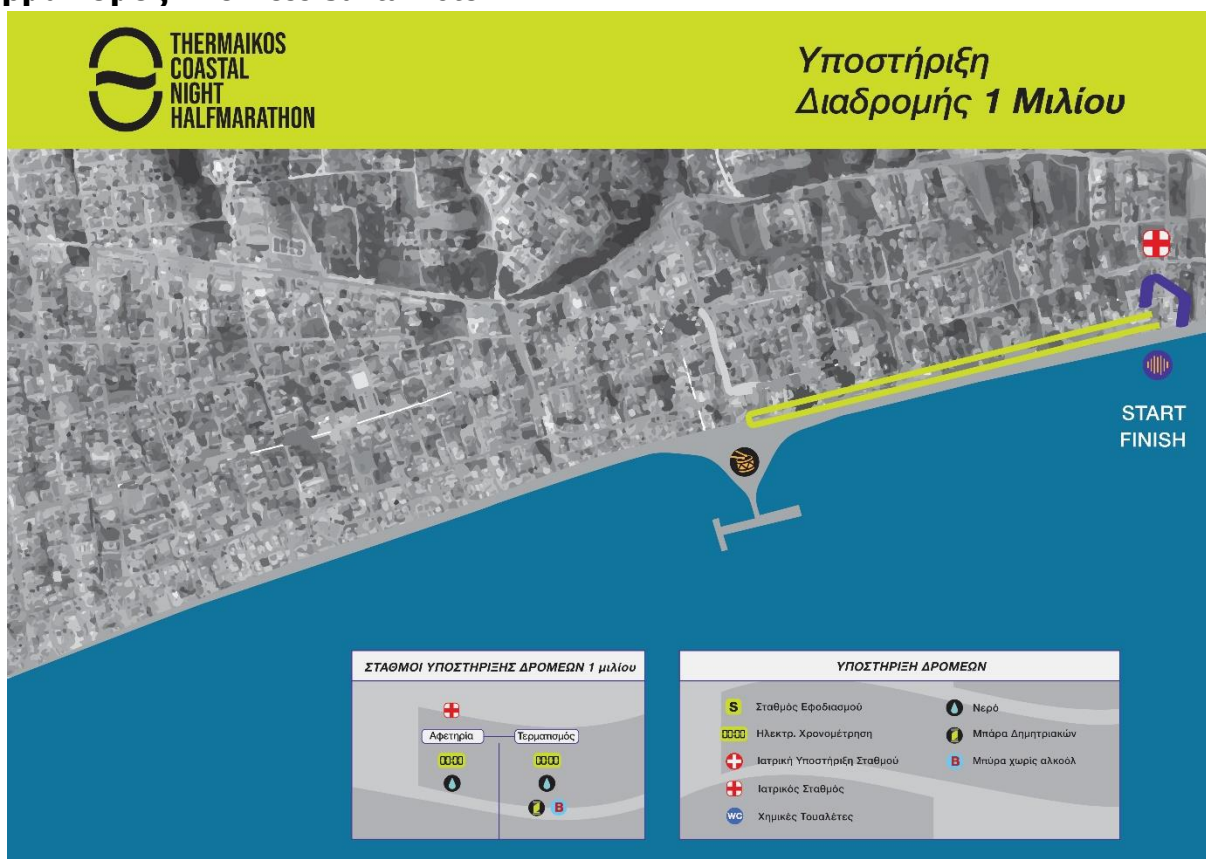 THERMAIKOS
COASTAL
NIGHT
HALFMARATHON
Υποστήριξη
Διαδρομής 1 Μιλίου
START
FINISH
ΣΤΑΘΜΟΙ ΥΠΟΣΤΗΡΙΞΗΣ ΔΡΟΜΕΩΝ 1 μιλίου
Αφετηρία
Τερματισμός
00:00
00:00
B
ΥΠΟΣΤΗΡΙΞΗ ΔΡΟΜΕΩΝ
S Σταθμός Εφοδιασμού
00:00 Ηλεκτρ. Χρονομέτρηση
Ιατρική Υποστήριξη Σταθμού
Ιατρικός Σταθμός
WC Χημικές Τουαλέτες
Νερό
Μπάρα Δημητριακών
B Μπύρα χωρίς αλκοόλ